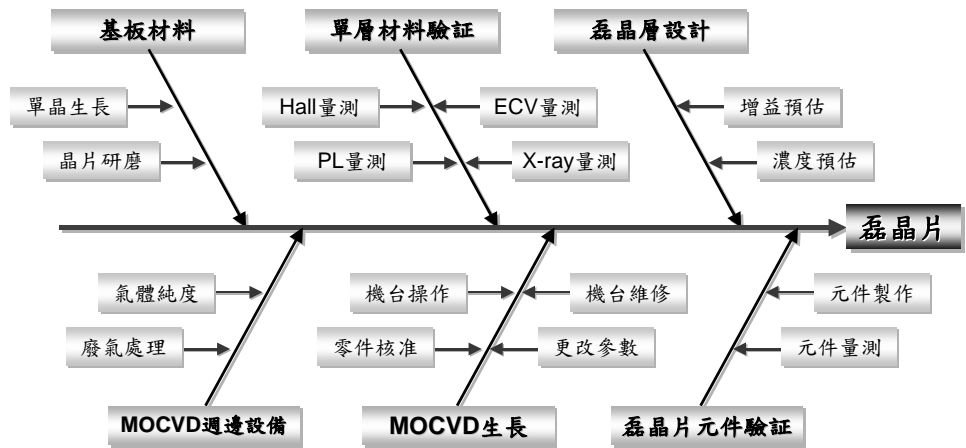 基板材料
單層材料驗証
磊晶層設計
單晶生長
Hall量測
ECV量測
增益預估
晶片研磨
PL量測
X-ray量測
濃度預估
磊晶片
氣體純度
機台操作
機台維修
元件製作
廢氣處理
零件核准
更改參數
元件量測
MOCVD週邊設備
MOCVD生長
磊晶片元件驗証